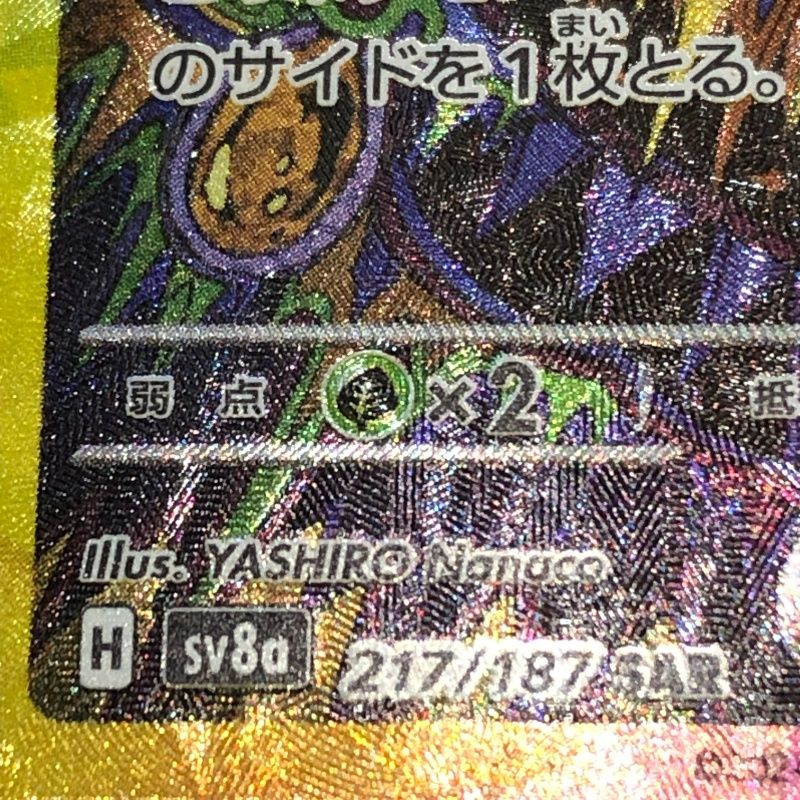 まい
のサイドを1枚とる。
弱点 ×2 抵
Illus. YASHIRO Nanaco
H sv8a 217/187 SAR